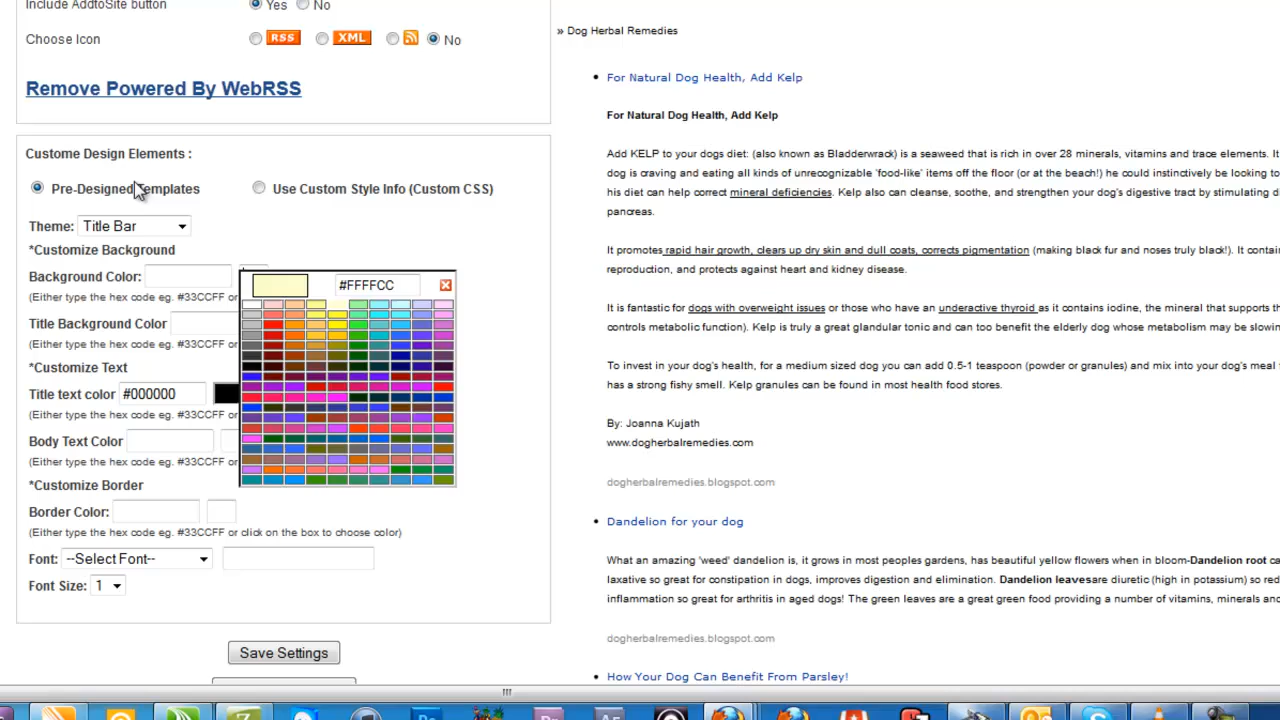 Include AddtoSite button Yes No
Choose Icon RSS XML No
Remove Powered By WebRSS
Custome Design Elements :
Pre-Designed Templates Use Custom Style Info (Custom CSS)
Theme: Title Bar
*Customize Background
Background Color:
(Either type the hex code eg. #33CCFF or
#FFFFCC
Title Background Color
(Either type the hex code eg. #33CCFF or
*Customize Text
Title text color #000000
(Either type the hex code eg. #33CCFF or
Body Text Color
(Either type the hex code eg. #33CCFF or
*Customize Border
Border Color:
(Either type the hex code eg. #33CCFF or click on the box to choose color)
Font: --Select Font--
Font Size: 1
Save Settings
» Dog Herbal Remedies
For Natural Dog Health, Add Kelp
For Natural Dog Health, Add Kelp
Add KELP to your dogs diet: (also known as Bladderwrack) is a seaweed that is rich in over 28 minerals, vitamins and trace elements. It
dog is craving and eating all kinds of unrecognizable 'food-like' items off the floor (or at the beach!) he could instinctively be looking to
his diet can help correct mineral deficiencies. Kelp also can cleanse, soothe, and strengthen your dog's digestive tract by stimulating di
pancreas.
It promotes rapid hair growth, clears up dry skin and dull coats, corrects pigmentation (making black fur and noses truly black!). It contain
reproduction, and protects against heart and kidney disease.
It is fantastic for dogs with overweight issues or those who have an underactive thyroid as it contains iodine, the mineral that supports th
controls metabolic function). Kelp is truly a great glandular tonic and can too benefit the elderly dog whose metabolism may be slowin
To invest in your dog's health, for a medium sized dog you can add 0.5-1 teaspoon (powder or granules) and mix into your dog's meal
has a strong fishy smell. Kelp granules can be found in most health food stores.
By: Joanna Kujath
www.dogherbalremedies.com
dogherbalremedies.blogspot.com
Dandelion for your dog
What an amazing 'weed' dandelion is, it grows in most peoples gardens, has beautiful yellow flowers when in bloom-Dandelion root ca
laxative so great for constipation in dogs, improves digestion and elimination. Dandelion leavesare diuretic (high in potassium) so red
inflammation so great for arthritis in aged dogs! The green leaves are a great green food providing a number of vitamins, minerals and
dogherbalremedies.blogspot.com
How Your Dog Can Benefit From Parsley!